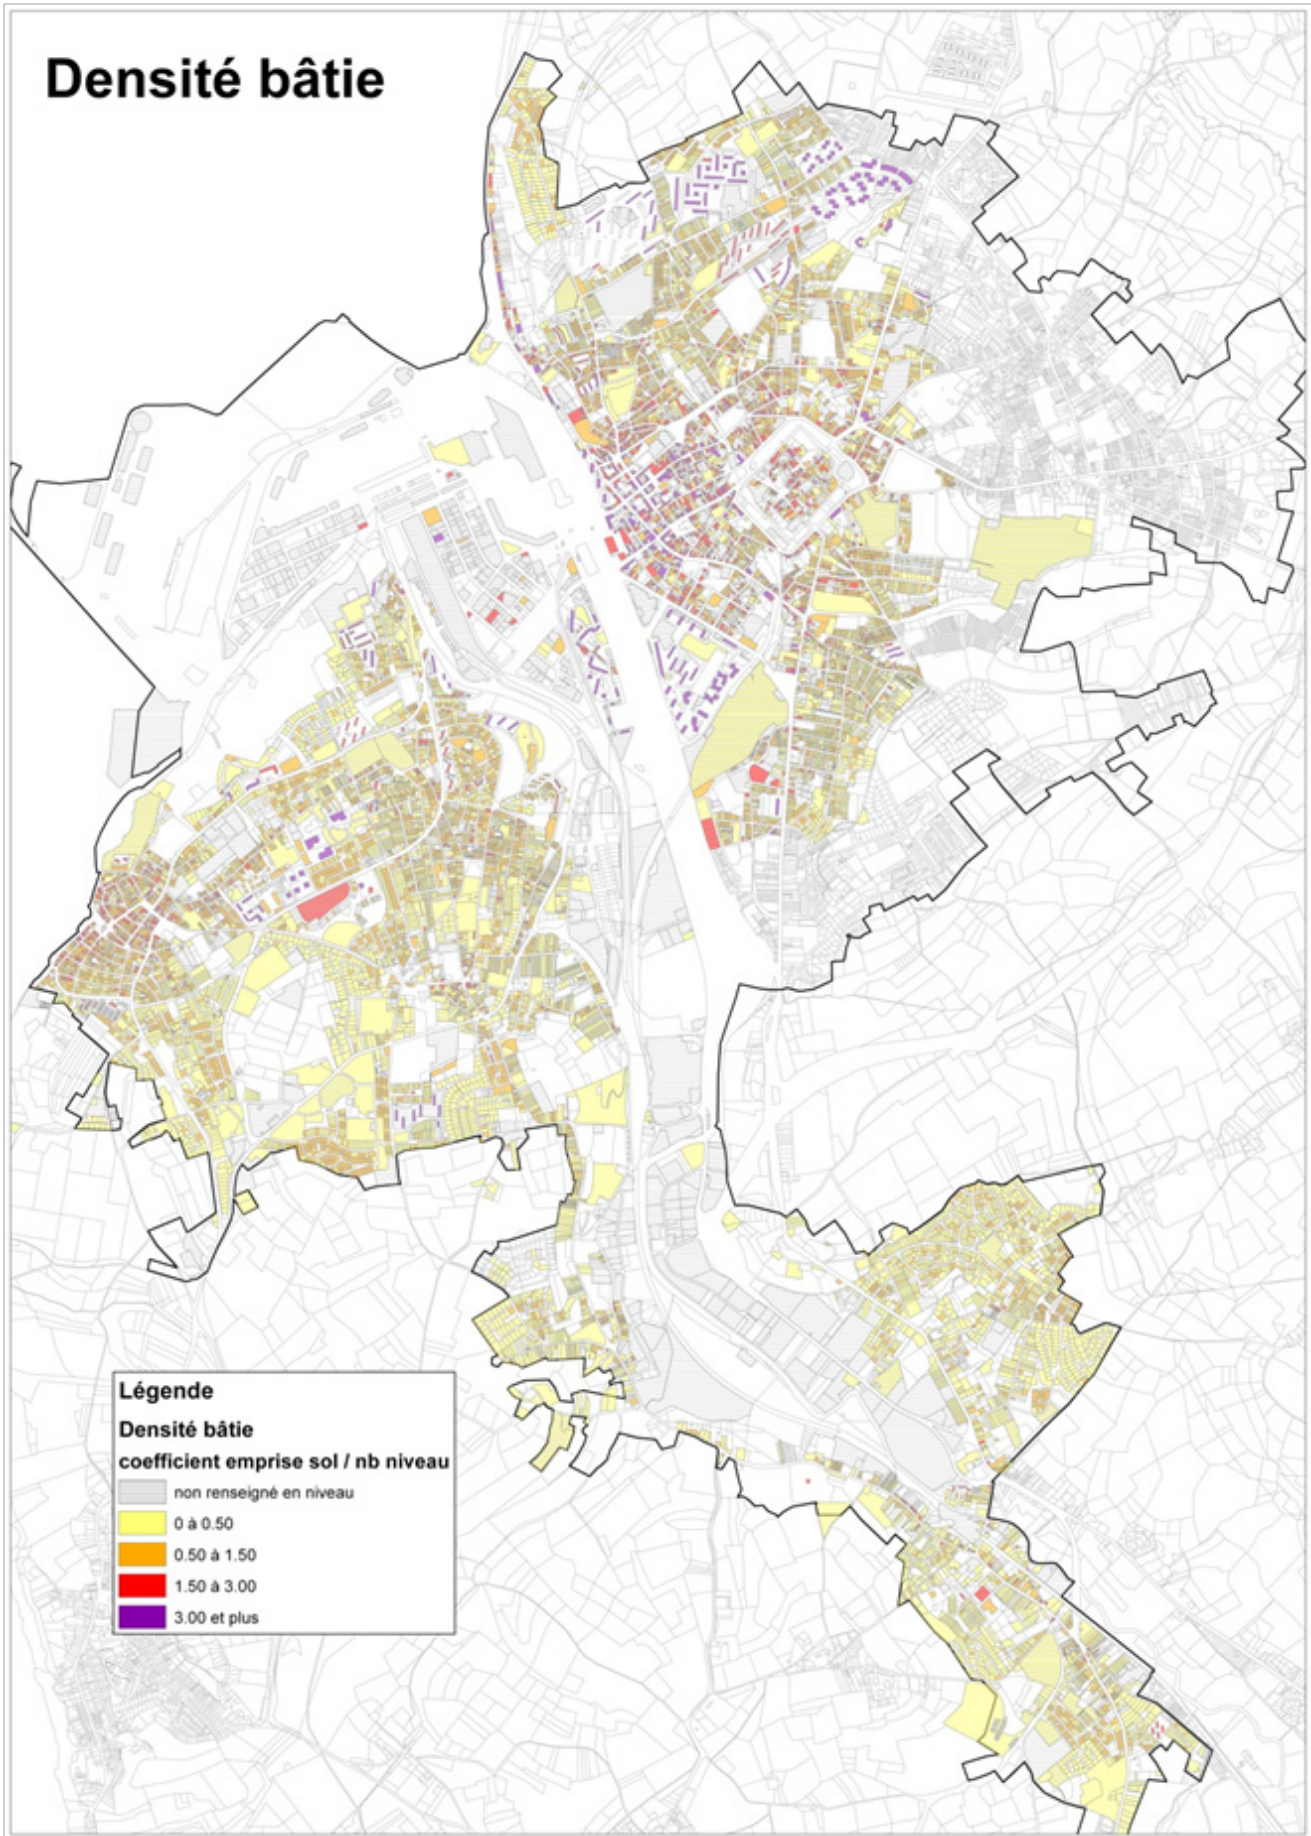 Densité bâtie
Légende
Densité bâtie
coefficient emprise sol / nb niveau
non renseigné en niveau
0 à 0.50
0.50 à 1.50
1.50 à 3.00
3.00 et plus